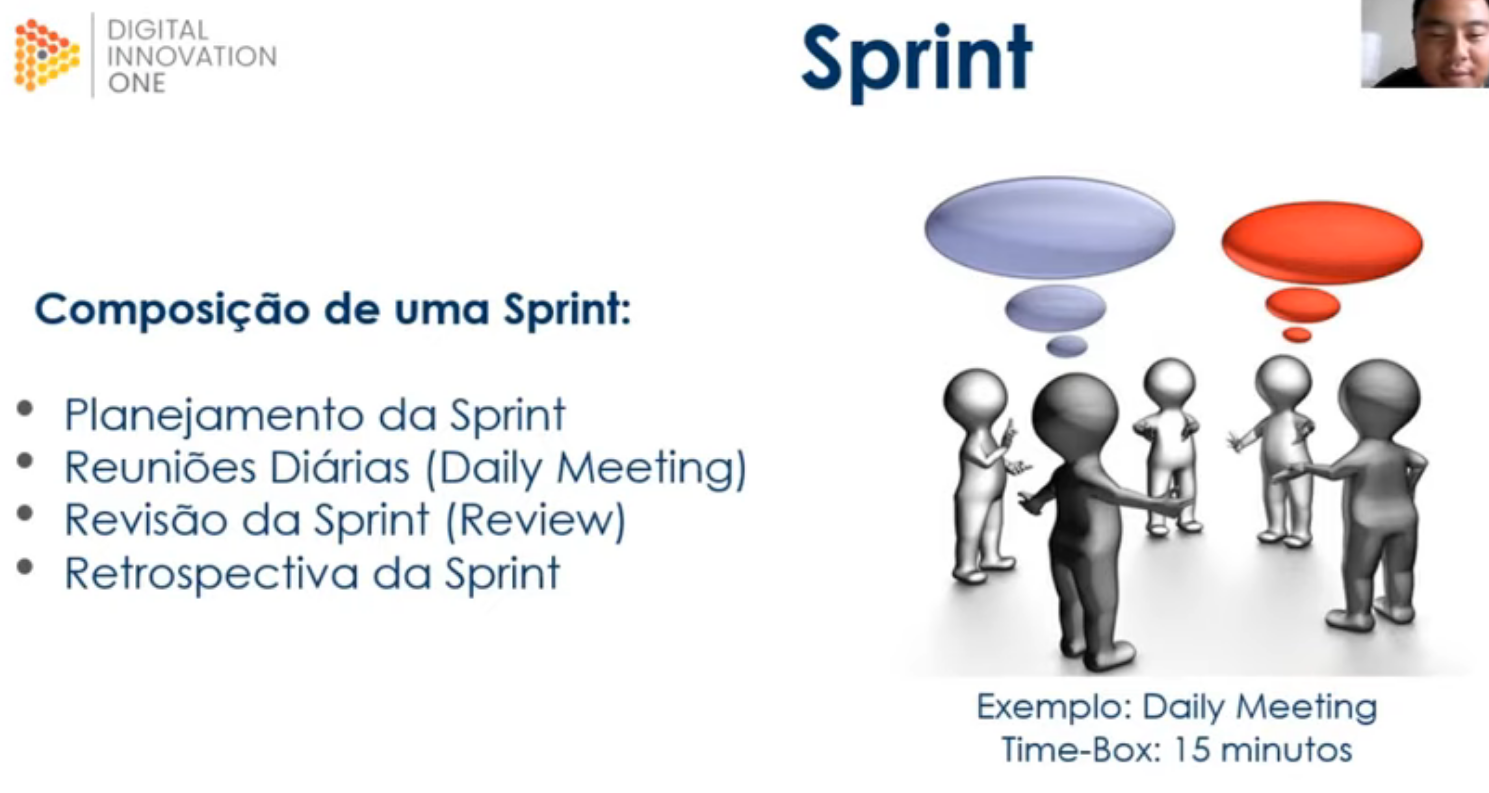 DIGITAL
INNOVATION
ONE
Sprint
Composição de uma Sprint:
Planejamento da Sprint
Reuniões Diárias (Daily Meeting)
Revisão da Sprint (Review)
Retrospectiva da Sprint
Exemplo: Daily Meeting
Time-Box: 15 minutos